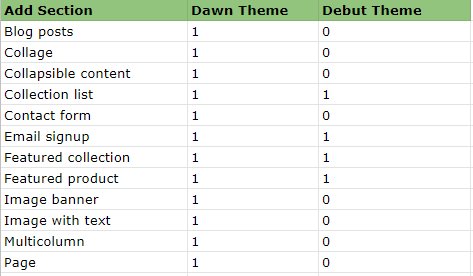 Add Section Dawn Theme Debut Theme
Blog posts 1 0
Collage 1 0
Collapsible content 1 0
Collection list 1 1
Contact form 1 0
Email signup 1 1
Featured collection 1 1
Featured product 1 1
Image banner 1 0
Image with text 1 0
Multicolumn 1 0
Page 1 0